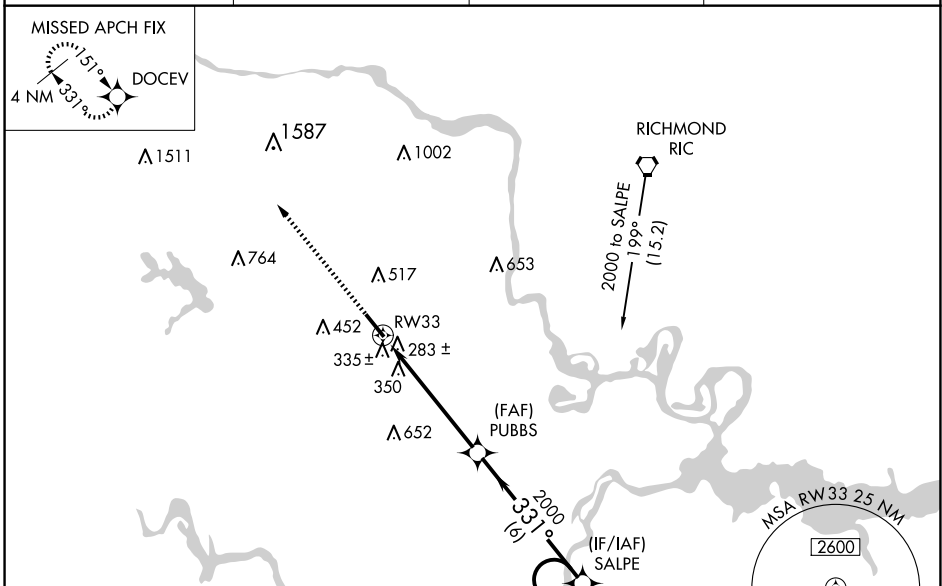 MISSED APCH FIX
151°
DOCEV
4 NM
331°
1511
1587
1002
RICHMOND
RIC
2000 to SALPE
199°
(15.2)
764
517
653
452
RW33
335 ±
283 ±
350
(FAF)
PUBBS
652
2000
331°
(6)
(IF/IAF)
SALPE
MSA RW33 25 NM
2600